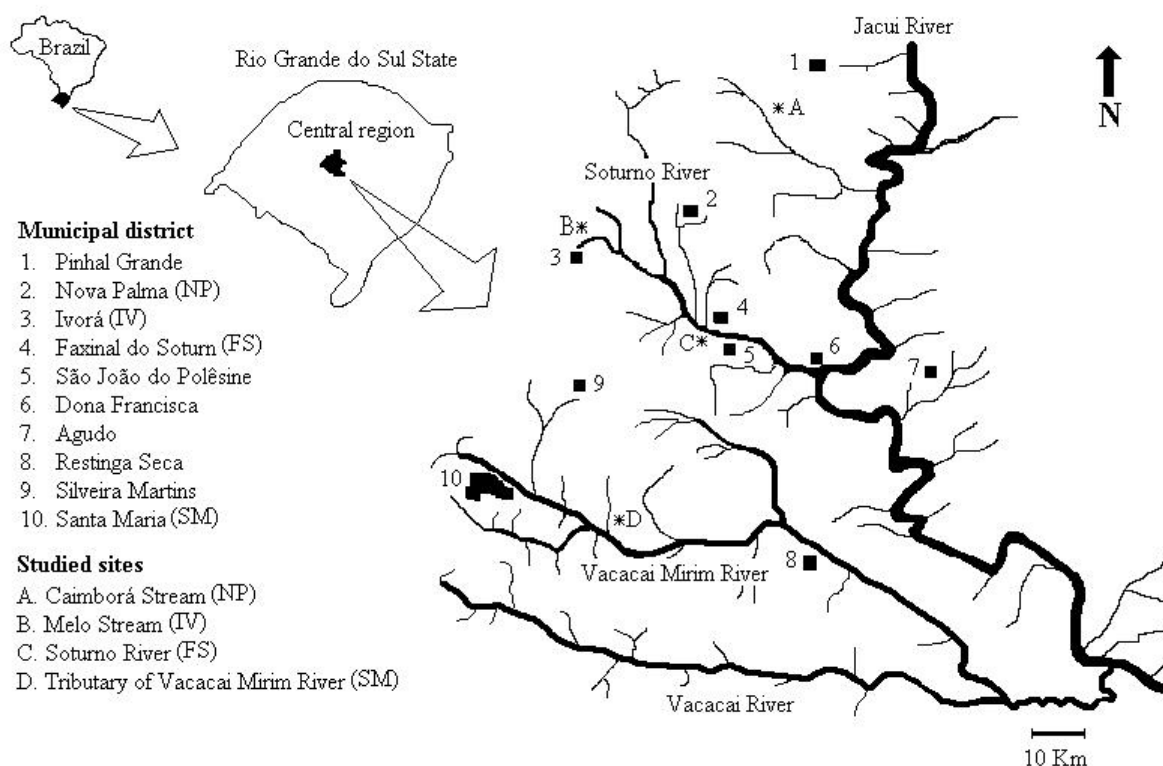 Brazil
Rio Grande do Sul State
Central region
Jacui River
N
1
A
Soturno River
2
B
3
4
C
5
6
7
9
10
D
8
Vacacai Mirim River
Vacacai River
10 Km
Municipal district
1. Pinhal Grande
2. Nova Palma (NP)
3. Ivorá (IV)
4. Faxinal do Soturn (FS)
5. São João do Polêsine
6. Dona Francisca
7. Agudo
8. Restinga Seca
9. Silveira Martins
10. Santa Maria (SM)
Studied sites
A. Caimborá Stream (NP)
B. Melo Stream (IV)
C. Soturno River (FS)
D. Tributary of Vacacai Mirim River (SM)